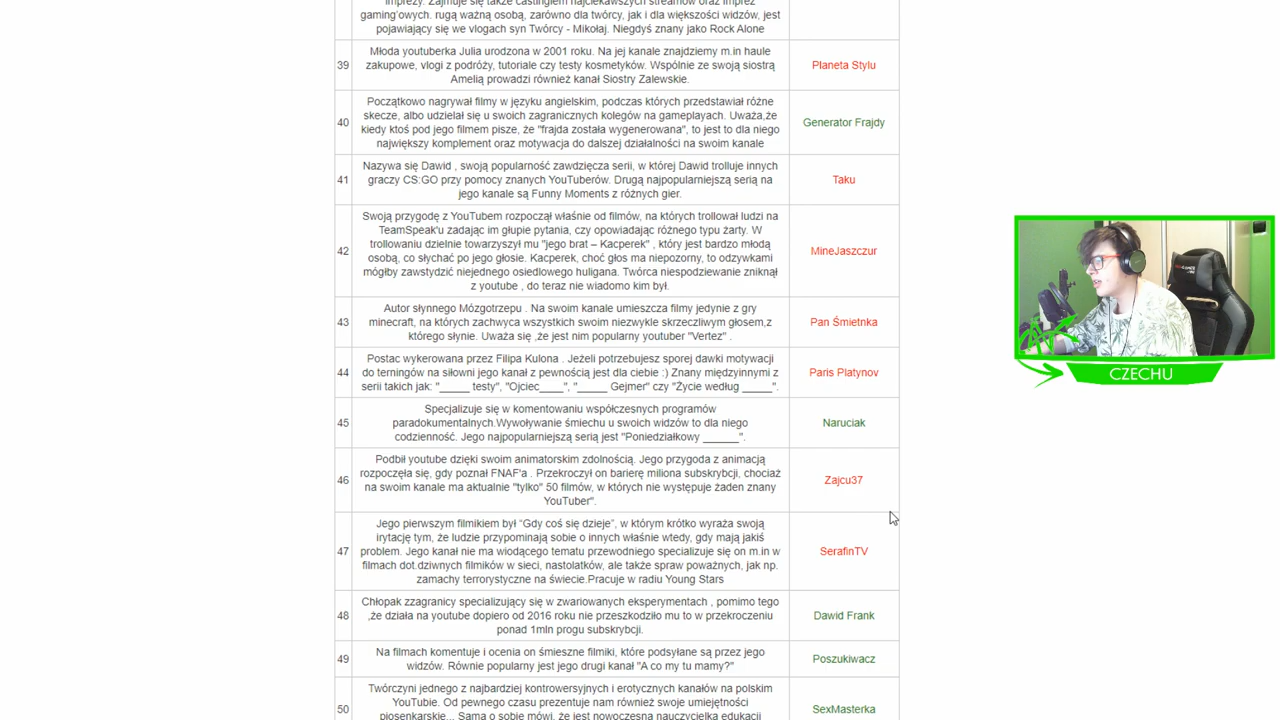 imprezy. Zajmuje się także castingiem najciekawszych streamów oraz imprez
gaming'owych. rugą ważną osobą, zarówno dla twórcy, jak i dla większości widzów, jest
pojawiający się we vlogach syn Twórcy - Mikołaj. Niegdyś znany jako Rock Alone
39
Młoda youtuberka Julia urodzona w 2001 roku. Na jej kanale znajdziemy m.in haule
zakupowe, vlogi z podróży, tutoriale czy testy kosmetyków. Wspólnie ze swoją siostrą
Amelią prowadzi również kanał Siostry Zalewskie.
Planeta Stylu
40
Początkowo nagrywał filmy w języku angielskim, podczas których przedstawiał różne
skecze, albo udzielał się u swoich zagranicznych kolegów na gameplayach. Uważa,że
kiedy ktoś pod jego filmem pisze, że "frajda została wygenerowana", to jest to dla niego
największy komplement oraz motywacja do dalszej działalności na swoim kanale
Generator Frajdy
41
Nazywa się Dawid , swoją popularność zawdzięcza serii, w której Dawid trolluje innych
graczy CS:GO przy pomocy znanych YouTuberów. Drugą najpopularniejszą serią na
jego kanale są Funny Moments z różnych gier.
Taku
42
Swoją przygodę z YouTubem rozpoczął właśnie od filmów, na których trollował ludzi na
TeamSpeak'u zadając im głupie pytania, czy opowiadając różnego typu żarty. W
trollowaniu dzielnie towarzyszył mu "jego brat – Kacperek" , który jest bardzo młodą
osobą, co słychać po jego głosie. Kacperek, choć głos ma niepozorny, to odzywkami
mógłby zawstydzić niejednego osiedlowego huligana. Twórca niespodziewanie zniknął
z youtube , do teraz nie wiadomo kim był.
MineJaszczur
43
Autor słynnego Mózgotrzepu . Na swoim kanale umieszcza filmy jedynie z gry
minecraft, na których zachwyca wszystkich swoim niezwykle skrzeczliwym głosem,z
którego słynie. Uważa się ,że jest nim popularny youtuber "Vertez" .
Pan Śmietnka
44
Postac wykerowana przez Filipa Kulona . Jeżeli potrzebujesz sporej dawki motywacji
do terningów na siłowni jego kanał z pewnością jest dla ciebie :) Znany międzyinnymi z
serii takich jak: "_____ testy", "Ojciec____", "_____ Gejmer" czy "Życie według _____".
Paris Platynov
45
Specjalizuje się w komentowaniu współczesnych programów
paradokumentalnych.Wywoływanie śmiechu u swoich widzów to dla niego
codzienność. Jego najpopularniejszą serią jest "Poniedziałkowy ______".
Naruciak
46
Podbił youtube dzięki swoim animatorskim zdolnością. Jego przygoda z animacją
rozpoczęła się, gdy poznał FNAF'a . Przekroczył on barierę miliona subskrybcji, chociaż
na swoim kanale ma aktualnie "tylko" 50 filmów, w których nie występuje żaden znany
YouTuber".
Zajcu37
47
Jego pierwszym filmikiem był "Gdy coś się dzieje", w którym krótko wyraża swoją
irytację tym, że ludzie przypominają sobie o innych właśnie wtedy, gdy mają jakiś
problem. Jego kanał nie ma wiodącego tematu przewodniego specjalizuje się on m.in w
filmach dot.dziwnych filmików w sieci, nastolatków, ale także spraw poważnych, jak np.
zamachy terrorystyczne na świecie.Pracuje w radiu Young Stars
SerafinTV
48
Chłopak zzagranicy specjalizujący się w zwariowanych eksperymentach , pomimo tego
,że działa na youtube dopiero od 2016 roku nie przeszkodziło mu to w przekroczeniu
ponad 1mln progu subskrybcji.
Dawid Frank
49
Na filmach komentuje i ocenia on śmieszne filmiki, które podsyłane są przez jego
widzów. Równie popularny jest jego drugi kanał "A co my tu mamy?"
Poszukiwacz
50
Twórczyni jednego z najbardziej kontrowersyjnych i erotycznych kanałów na polskim
YouTubie. Od pewnego czasu prezentuje nam również swoje umiejętności
piosenkarskie... Sama o sobie mówi, że jest nowoczesną nauczycielką edukacji
SexMasterka
CZECHU